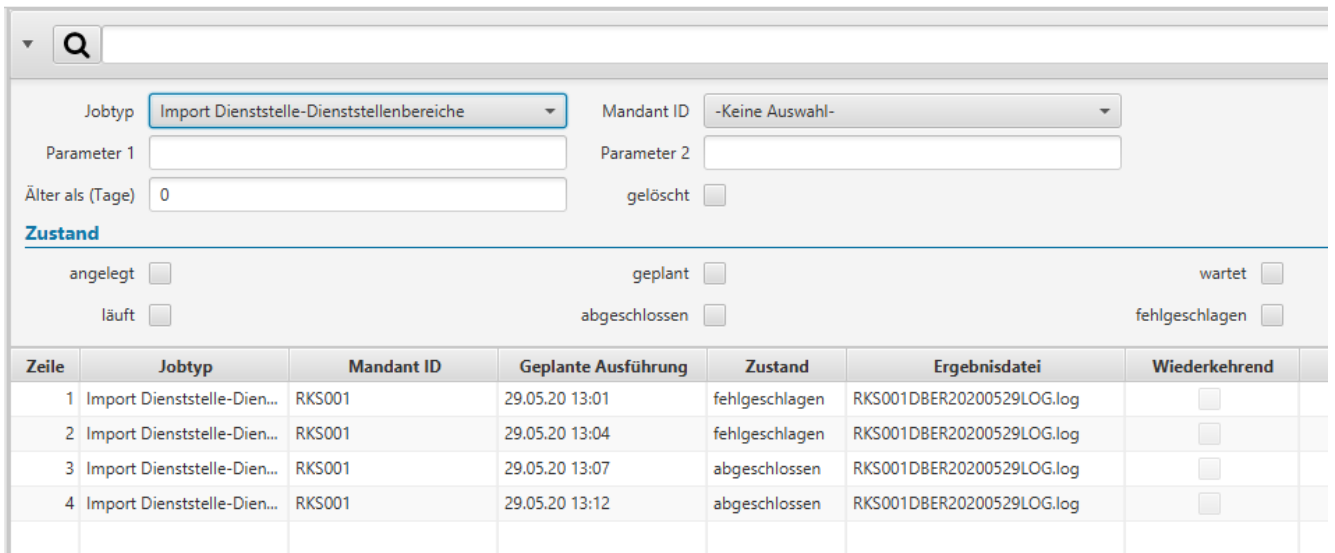 Jobtyp Import Dienststelle-Dienststellenbereiche Mandant ID -Keine Auswahl-
Parameter 1 Parameter 2
Älter als (Tage) 0 gelöscht
Zustand
angelegt geplant wartet
läuft abgeschlossen fehlgeschlagen
Zeile Jobtyp Mandant ID Geplante Ausführung Zustand Ergebnisdatei Wiederkehrend
1 Import Dienststelle-Dien... RKS001 29.05.20 13:01 fehlgeschlagen RKS001DBER20200529LOG.log
2 Import Dienststelle-Dien... RKS001 29.05.20 13:04 fehlgeschlagen RKS001DBER20200529LOG.log
3 Import Dienststelle-Dien... RKS001 29.05.20 13:07 abgeschlossen RKS001DBER20200529LOG.log
4 Import Dienststelle-Dien... RKS001 29.05.20 13:12 abgeschlossen RKS001DBER20200529LOG.log